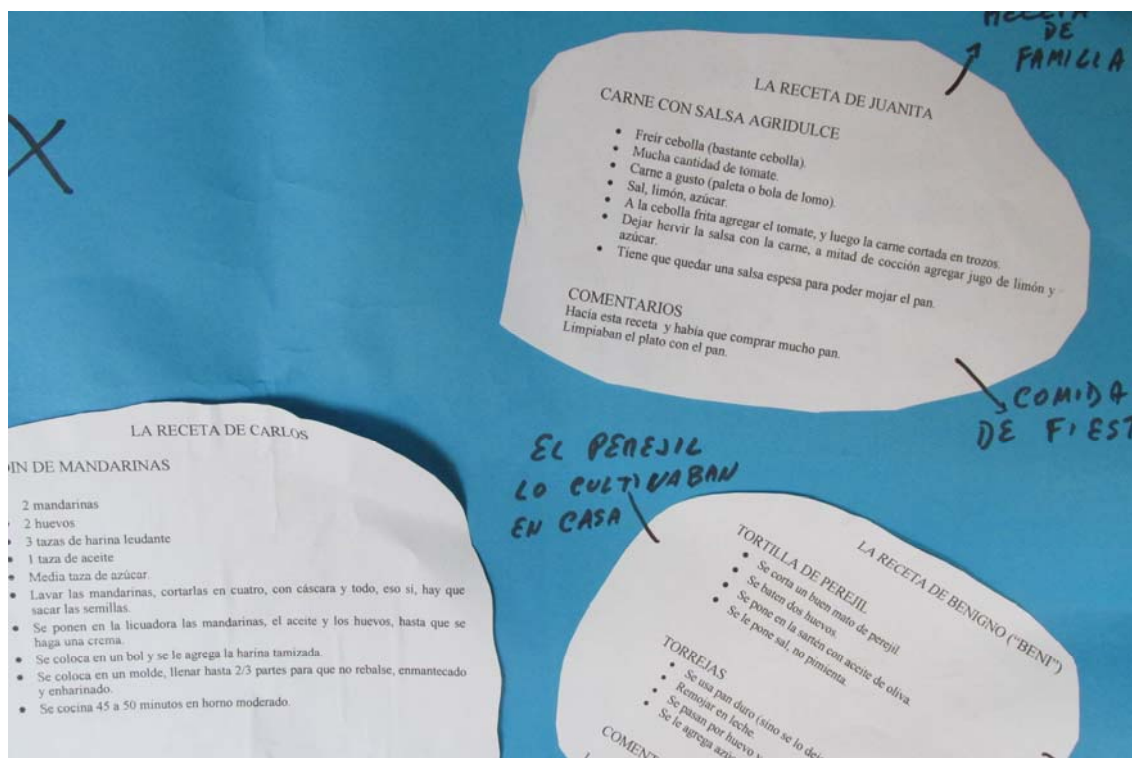 DE
FAMILIA
LA RECETA DE JUANITA
CARNE CON SALSA AGRIDULCE
• Freir cebolla (bastante cebolla).
• Mucha cantidad de tomate.
• Carne a gusto (paleta o bola de lomo).
• Sal, limón, azúcar.
• A la cebolla frita agregar el tomate, y luego la carne cortada en trozos.
• Dejar hervir la salsa con la carne, a mitad de cocción agregar jugo de limón y
azúcar.
• Tiene que quedar una salsa espesa para poder mojar el pan.
COMENTARIOS
Hacía esta receta y había que comprar mucho pan.
Limpiaban el plato con el pan.
COMIDA
DE FIEST
X
LA RECETA DE CARLOS
IN DE MANDARINAS
2 mandarinas
• 2 huevos
• 3 tazas de harina leudante
• 1 taza de aceite
• Media taza de azúcar.
• Lavar las mandarinas, cortarlas en cuatro, con cáscara y todo, eso sí, hay que
sacar las semillas.
• Se ponen en la licuadora las mandarinas, el aceite y los huevos, hasta que se
haga una crema.
• Se coloca en un bol y se le agrega la harina tamizada.
• Se coloca en un molde, llenar hasta 2/3 partes para que no rebalse, enmantecado
y enharinado.
• Se cocina 45 a 50 minutos en horno moderado.
EL PEREJIL
LO CULTIVABAN
EN CASA
LA RECETA DE BENIGNO ("BENI")
TORTILLA DE PEREJIL
• Se corta un buen mato de perejil.
• Se baten dos huevos.
• Se pone en la sartén con aceite de oliva.
• Se le pone sal, no pimienta.
TORREJAS
• Se usa pan duro (sino se lo dej
• Remojar en leche.
• Se pasan por huevo
• Se le agrega azú
COMENT